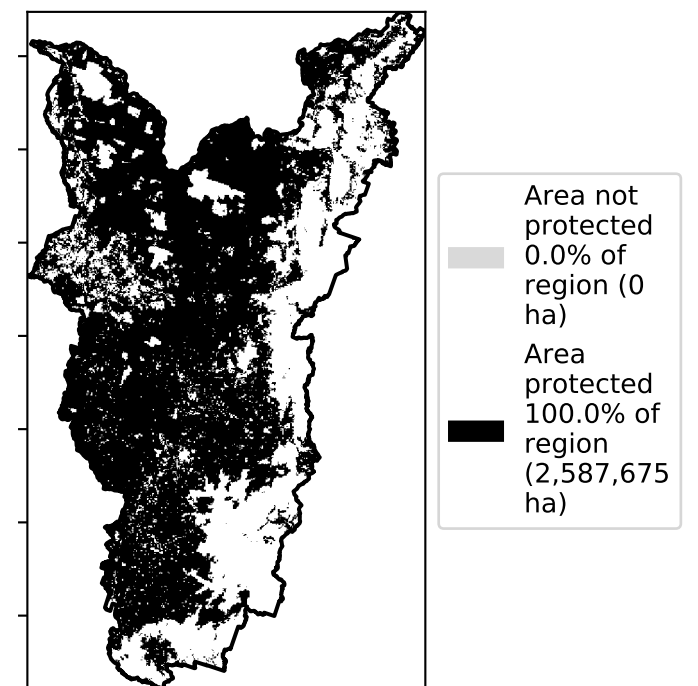 Area not
protected
0.0% of
region (0
ha)
Area
protected
100.0% of
region
(2,587,675
ha)